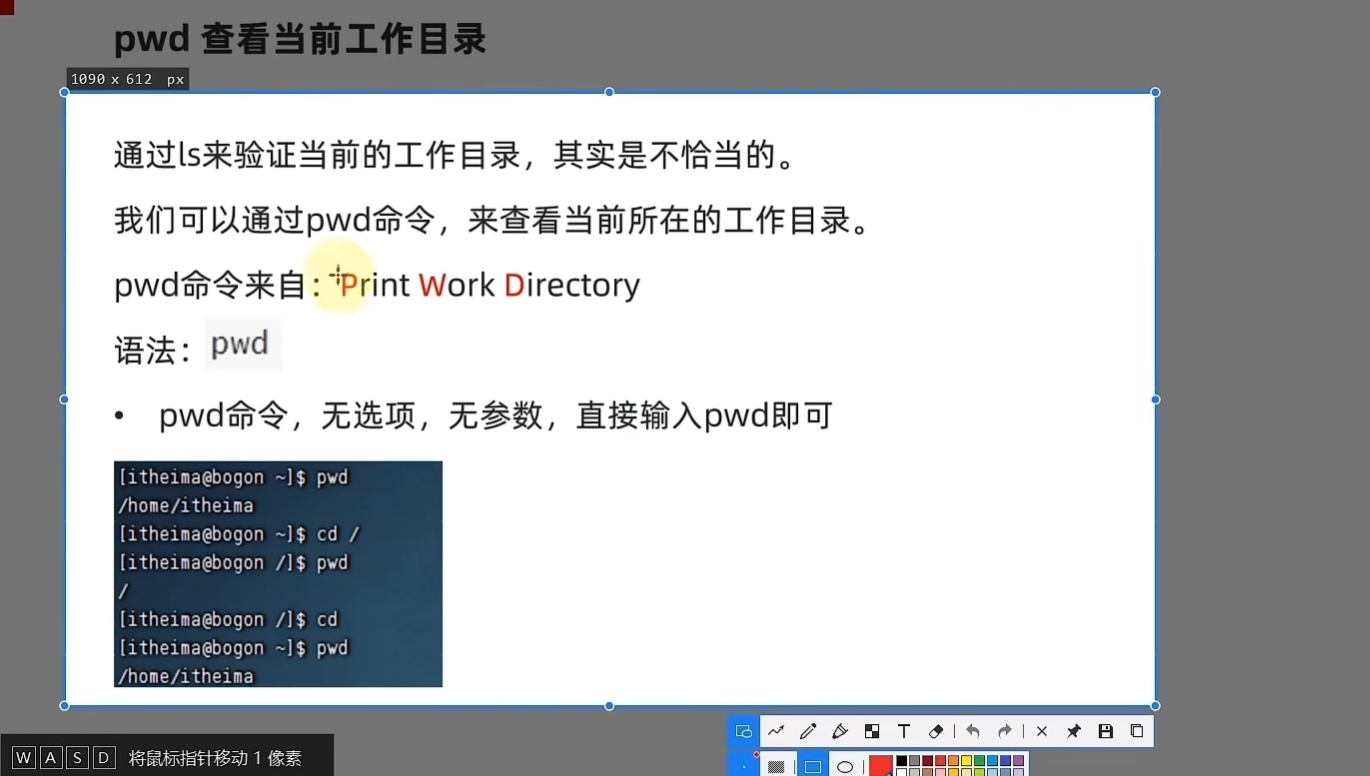 pwd 查看当前工作目录
1090 x 612 px
通过ls来验证当前的工作目录，其实是不恰当的。
我们可以通过pwd命令，来查看当前所在的工作目录。
pwd命令来自：Print Work Directory
语法：pwd
• pwd命令，无选项，无参数，直接输入pwd即可
[itheima@bogon ~]$ pwd
/home/itheima
[itheima@bogon ~]$ cd /
[itheima@bogon /]$ pwd
/
[itheima@bogon /]$ cd
[itheima@bogon ~]$ pwd
/home/itheima
W A S D 将鼠标指针移动 1 像素